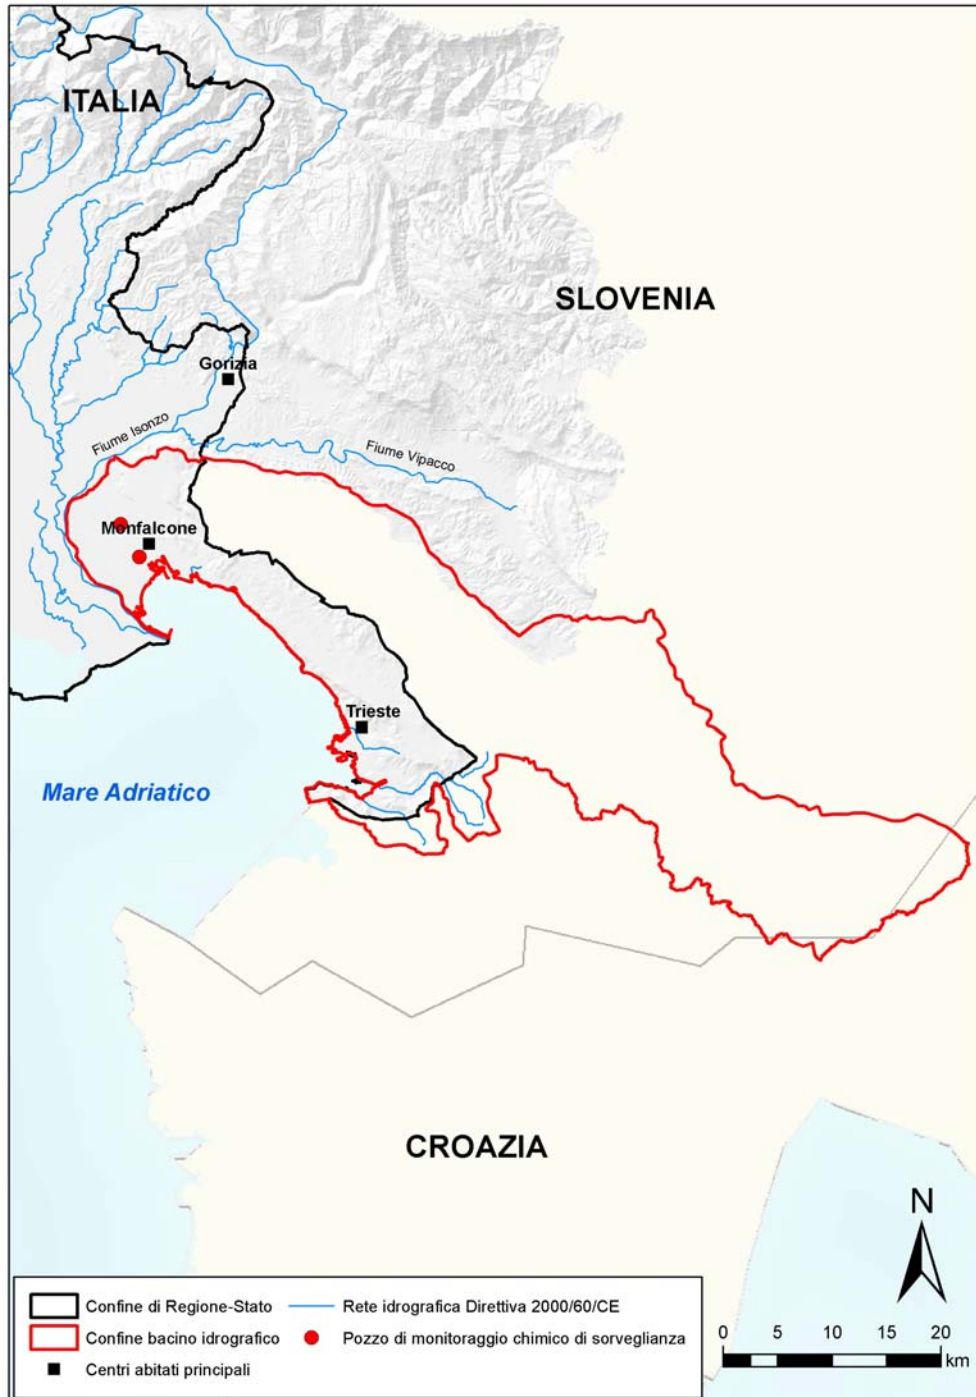 ITALIA
SLOVENIA
Gorizia
Fiume Isonzo
Fiume Vipacco
Monfalcone
Trieste
Mare Adriatico
CROAZIA
N
Confine di Regione-Stato
Rete idrografica Direttiva 2000/60/CE
Confine bacino idrografico
Pozzo di monitoraggio chimico di sorveglianza
Centri abitati principali
0 5 10 15 20
km